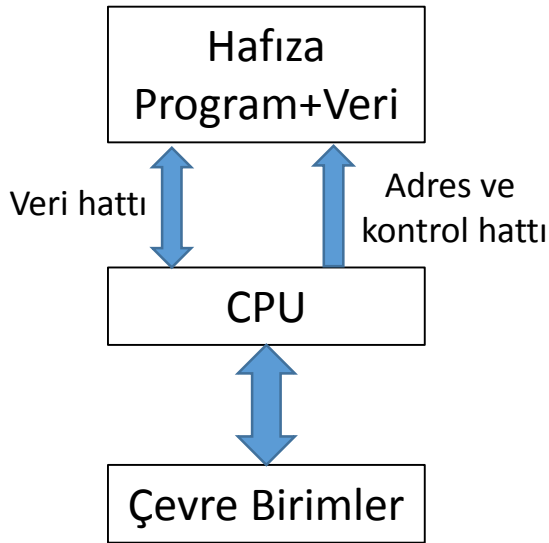 Hafıza
Program+Veri
Veri hattı
Adres ve
kontrol hattı
CPU
Çevre Birimler